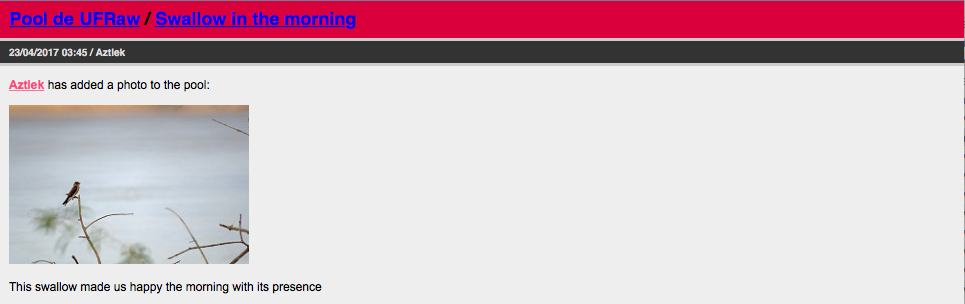 Pool de UFRaw / Swallow in the morning
23/04/2017 03:45 / Aztlek
Aztlek has added a photo to the pool:
This swallow made us happy the morning with its presence